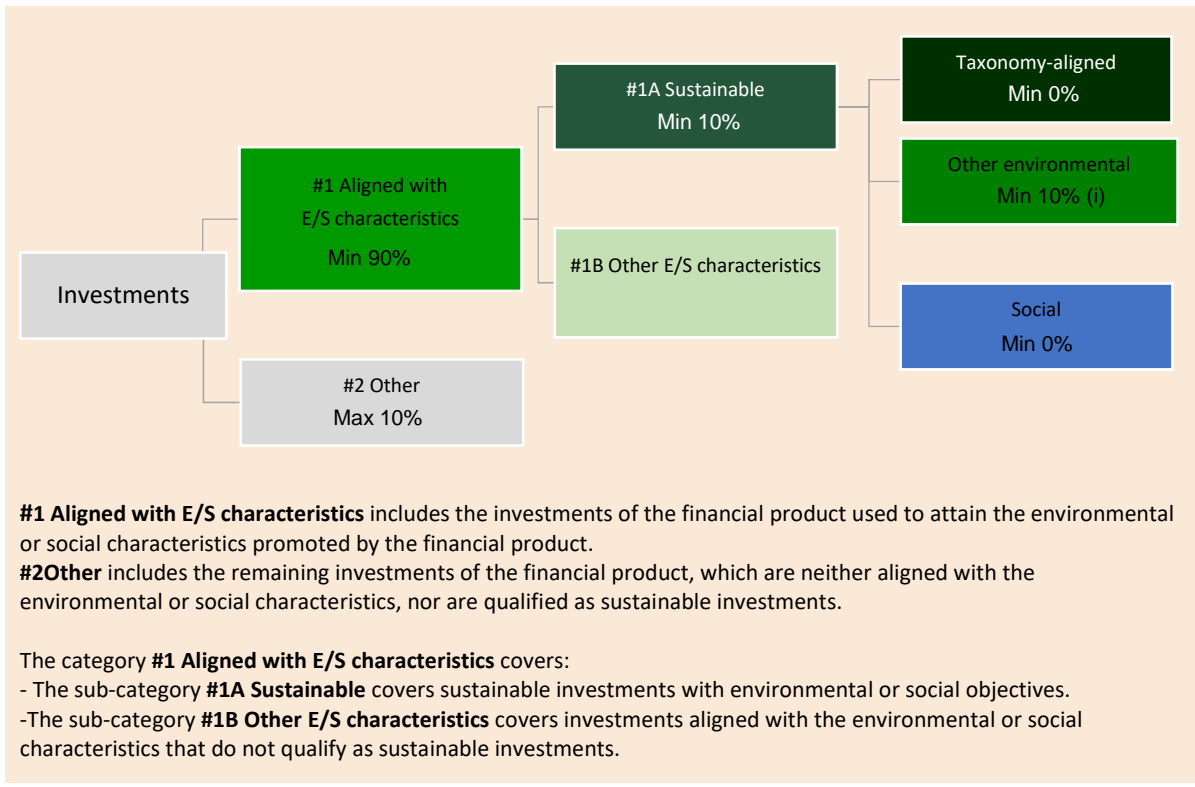 Investments
#1 Aligned with
E/S characteristics
Min 90%
#2 Other
Max 10%
#1A Sustainable
Min 10%
#1B Other E/S characteristics
Taxonomy-aligned
Min 0%
Other environmental
Min 10% (i)
Social
Min 0%
#1 Aligned with E/S characteristics includes the investments of the financial product used to attain the environmental
or social characteristics promoted by the financial product.
#2Other includes the remaining investments of the financial product, which are neither aligned with the
environmental or social characteristics, nor are qualified as sustainable investments.
The category #1 Aligned with E/S characteristics covers:
- The sub-category #1A Sustainable covers sustainable investments with environmental or social objectives.
-The sub-category #1B Other E/S characteristics covers investments aligned with the environmental or social
characteristics that do not qualify as sustainable investments.